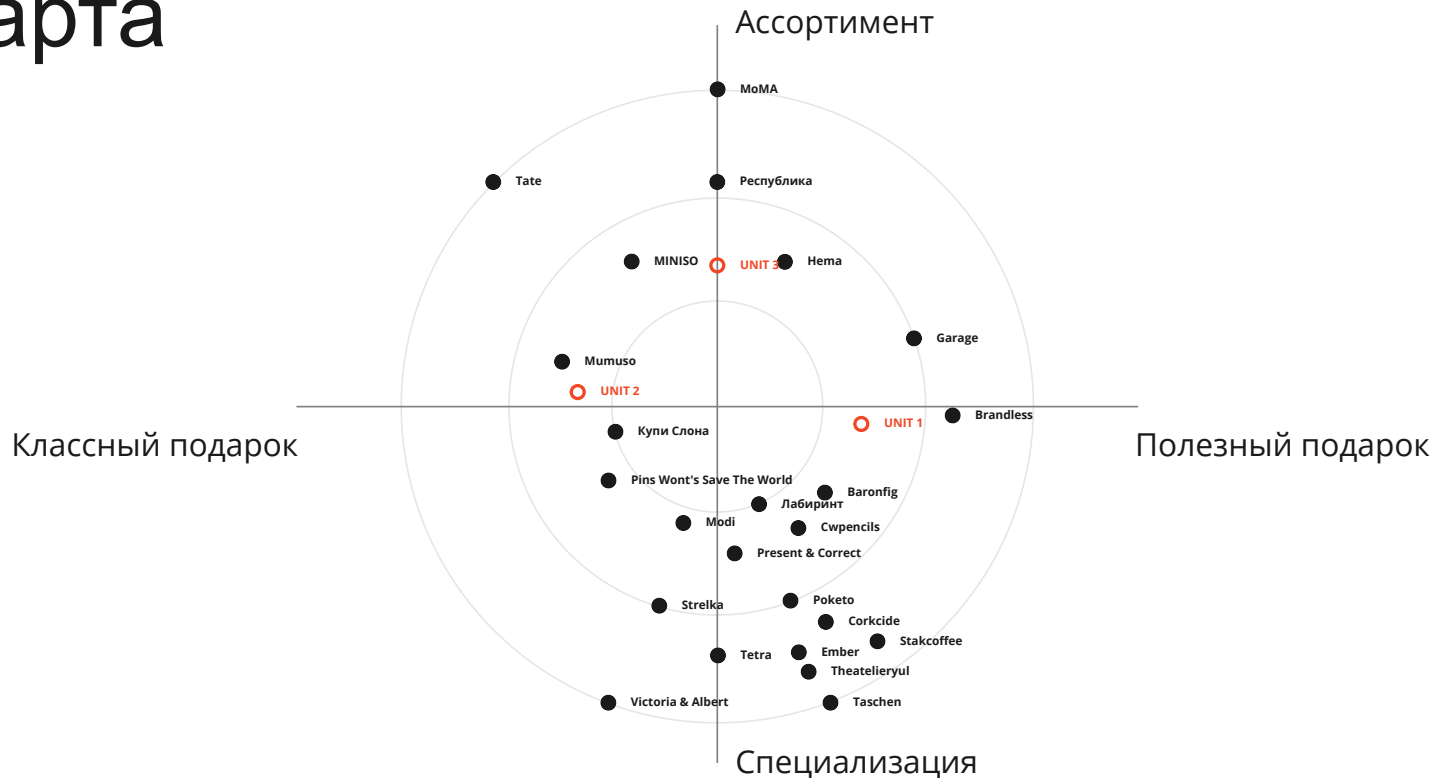 Ассортимент
MoMA
Tate
Республика
MINISO
UNIT 3
Hema
Garage
Mumuso
UNIT 2
Brandless
UNIT 1
Купи Слона
Классный подарок
Полезный подарок
Pins Wont's Save The World
Baronfig
Лабиринт
Modi
Cwpencils
Present & Correct
Poketo
Strelka
Corkcide
Stakcoffee
Ember
Tetra
Theatelieryul
Victoria & Albert
Taschen
Специализация